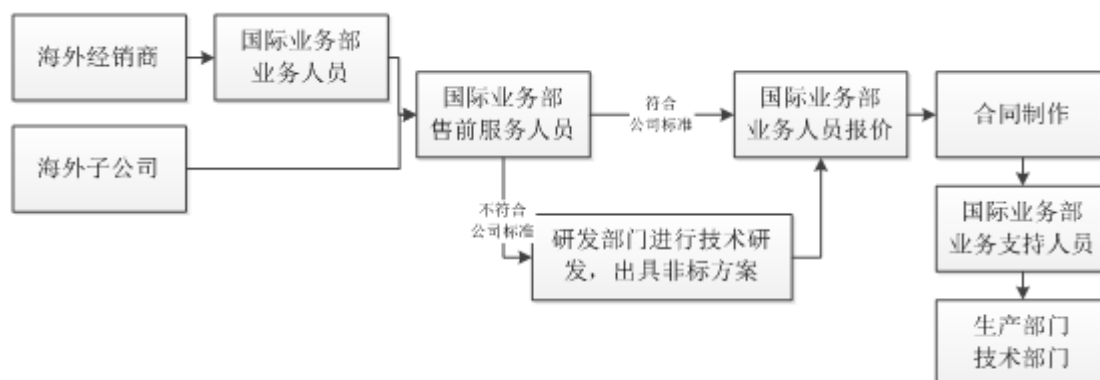 海外经销商
国际业务部
业务人员
海外子公司
国际业务部
售前服务人员
符合
公司标准
不符合
公司标准
研发部门进行技术研
发，出具非标方案
国际业务部
业务人员报价
合同制作
国际业务部
业务支持人员
生产部门
技术部门